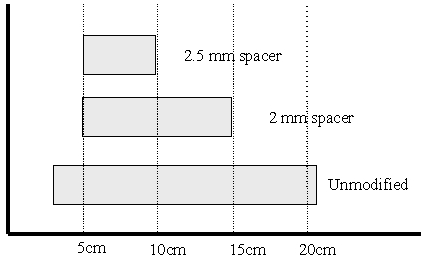 2.5 mm spacer
2 mm spacer
Unmodified
5cm 10cm 15cm 20cm